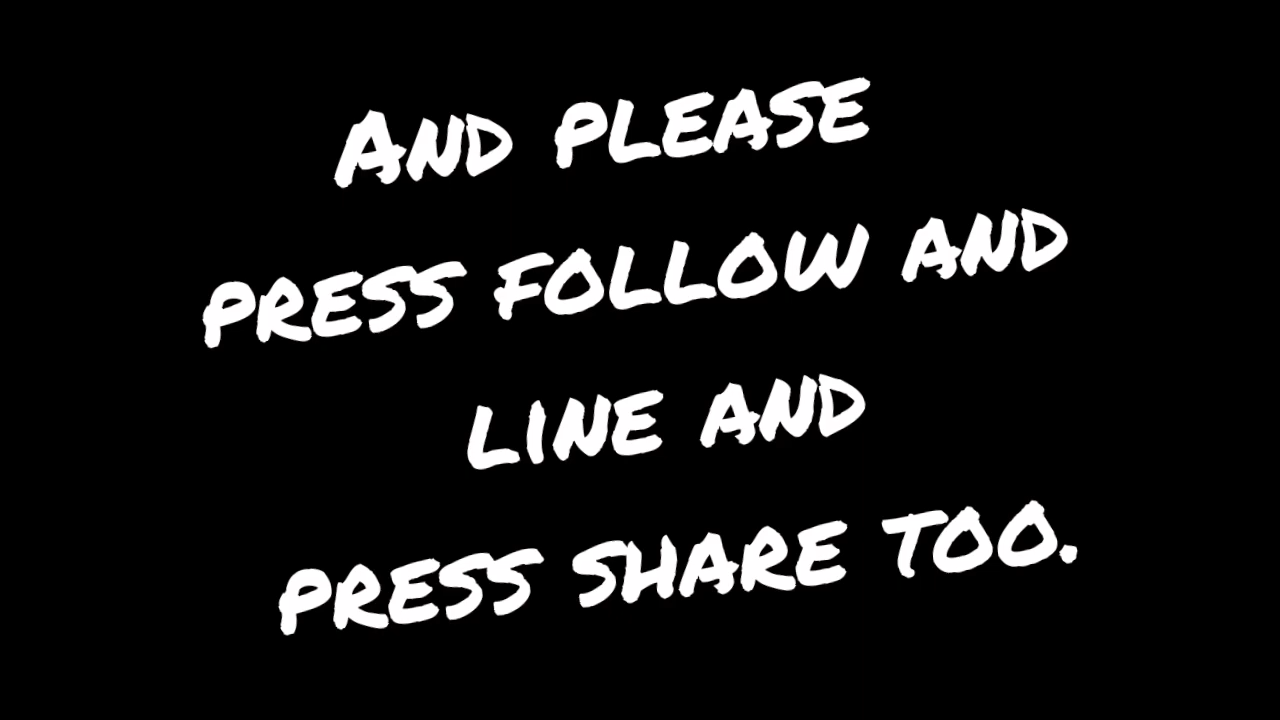 And please
press follow and
line and
press share too.